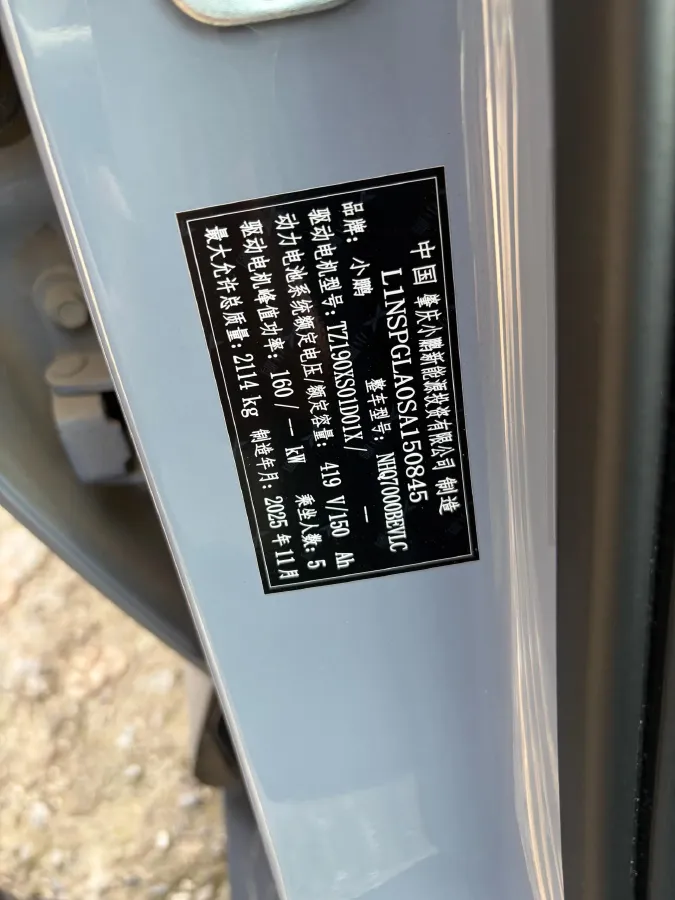 中国 肇庆小鹏新能源投资有限公司 制造
L1NSPGLA0SA150845
品牌: 小鹏 整车型号: NHQ7000BEVLC
驱动电机型号: TZ190XS01D01X/ —
动力电池系统额定电压/额定容量: 419 V/150 Ah
驱动电机峰值功率: 160/ — kW 乘坐人数: 5
最大允许总质量: 2114 kg 制造年月: 2025 年 11 月